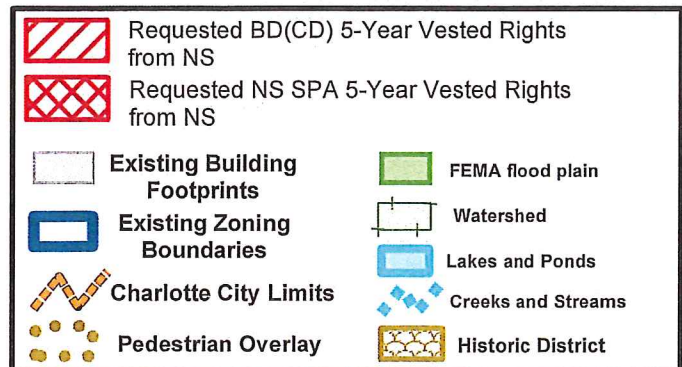 Requested BD(CD) 5-Year Vested Rights
from NS
Requested NS SPA 5-Year Vested Rights
from NS
Existing Building
Footprints
Existing Zoning
Boundaries
Charlotte City Limits
Pedestrian Overlay
FEMA flood plain
Watershed
Lakes and Ponds
Creeks and Streams
Historic District